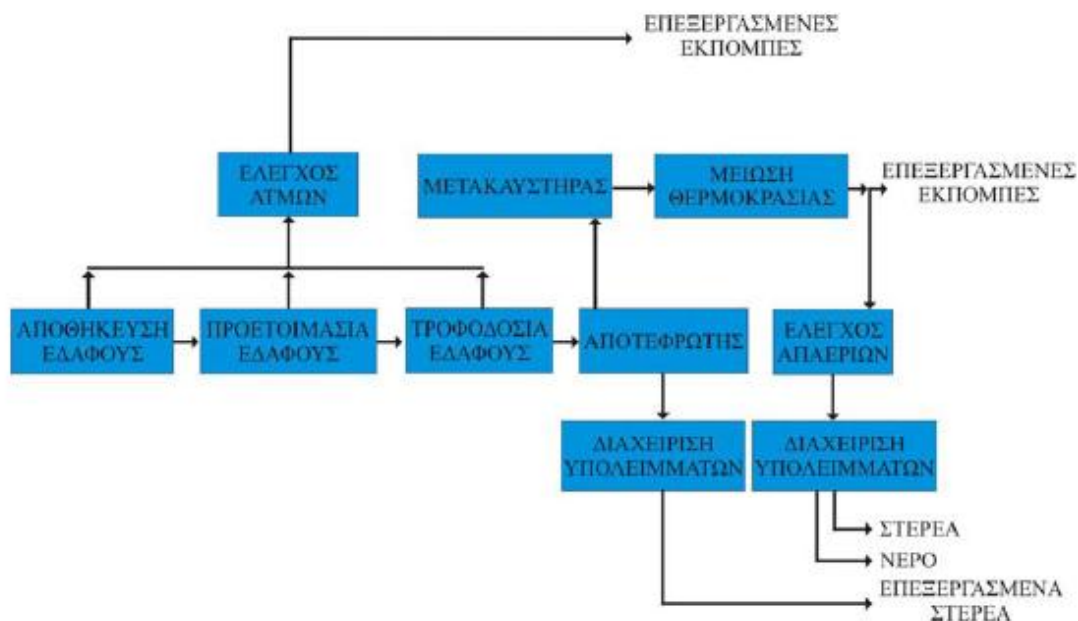 ΕΠΕΞΕΡΓΑΣΜΕΝΕΣ
ΕΚΠΟΜΠΕΣ
ΕΛΕΓΧΟΣ
ΑΤΜΩΝ
ΜΕΤΑΚΑΥΣΤΗΡΑΣ
ΜΕΙΩΣΗ
ΘΕΡΜΟΚΡΑΣΙΑΣ
ΕΠΕΞΕΡΓΑΣΜΕΝΕΣ
ΕΚΠΟΜΠΕΣ
ΑΠΟΘΗΚΕΥΣΗ
ΕΔΑΦΟΥΣ
ΠΡΟΕΤΟΙΜΑΣΙΑ
ΕΔΑΦΟΥΣ
ΤΡΟΦΟΔΟΣΙΑ
ΕΔΑΦΟΥΣ
ΑΠΟΤΕΦΡΩΤΗΣ
ΕΛΕΓΧΟΣ
ΑΠΑΕΡΙΩΝ
ΔΙΑΧΕΙΡΙΣΗ
ΥΠΟΛΕΙΜΜΑΤΩΝ
ΔΙΑΧΕΙΡΙΣΗ
ΥΠΟΛΕΙΜΜΑΤΩΝ
ΣΤΕΡΕΑ
ΝΕΡΟ
ΕΠΕΞΕΡΓΑΣΜΕΝΑ
ΣΤΕΡΕΑ